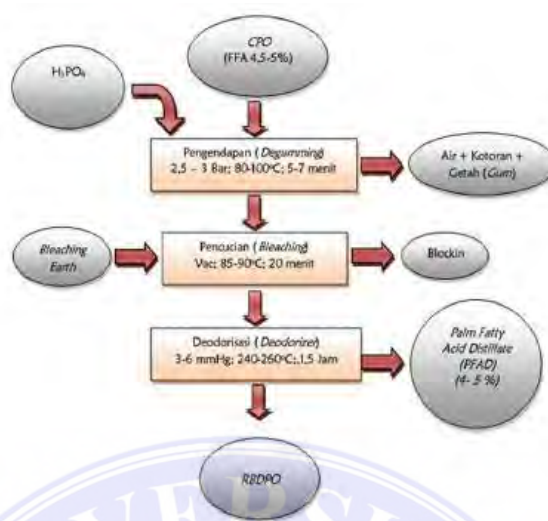 CPO
(FFA 4,5-5%)
H₃PO₄
Pengendapan (Degumming)
2,5 – 3 Bar; 80-100°C; 5-7 menit
Air + Kotoran +
Getah (Gum)
Bleaching
Earth
Pencucian (Bleaching)
Vac; 85-90°C; 20 menit
Blockin
Deodorisasi (Deodorizer)
3-6 mmHg; 240-260°C;.1,5 Jam
Palm Fatty
Acid Distillate
(PFAD)
(4- 5 %)
RBDPO